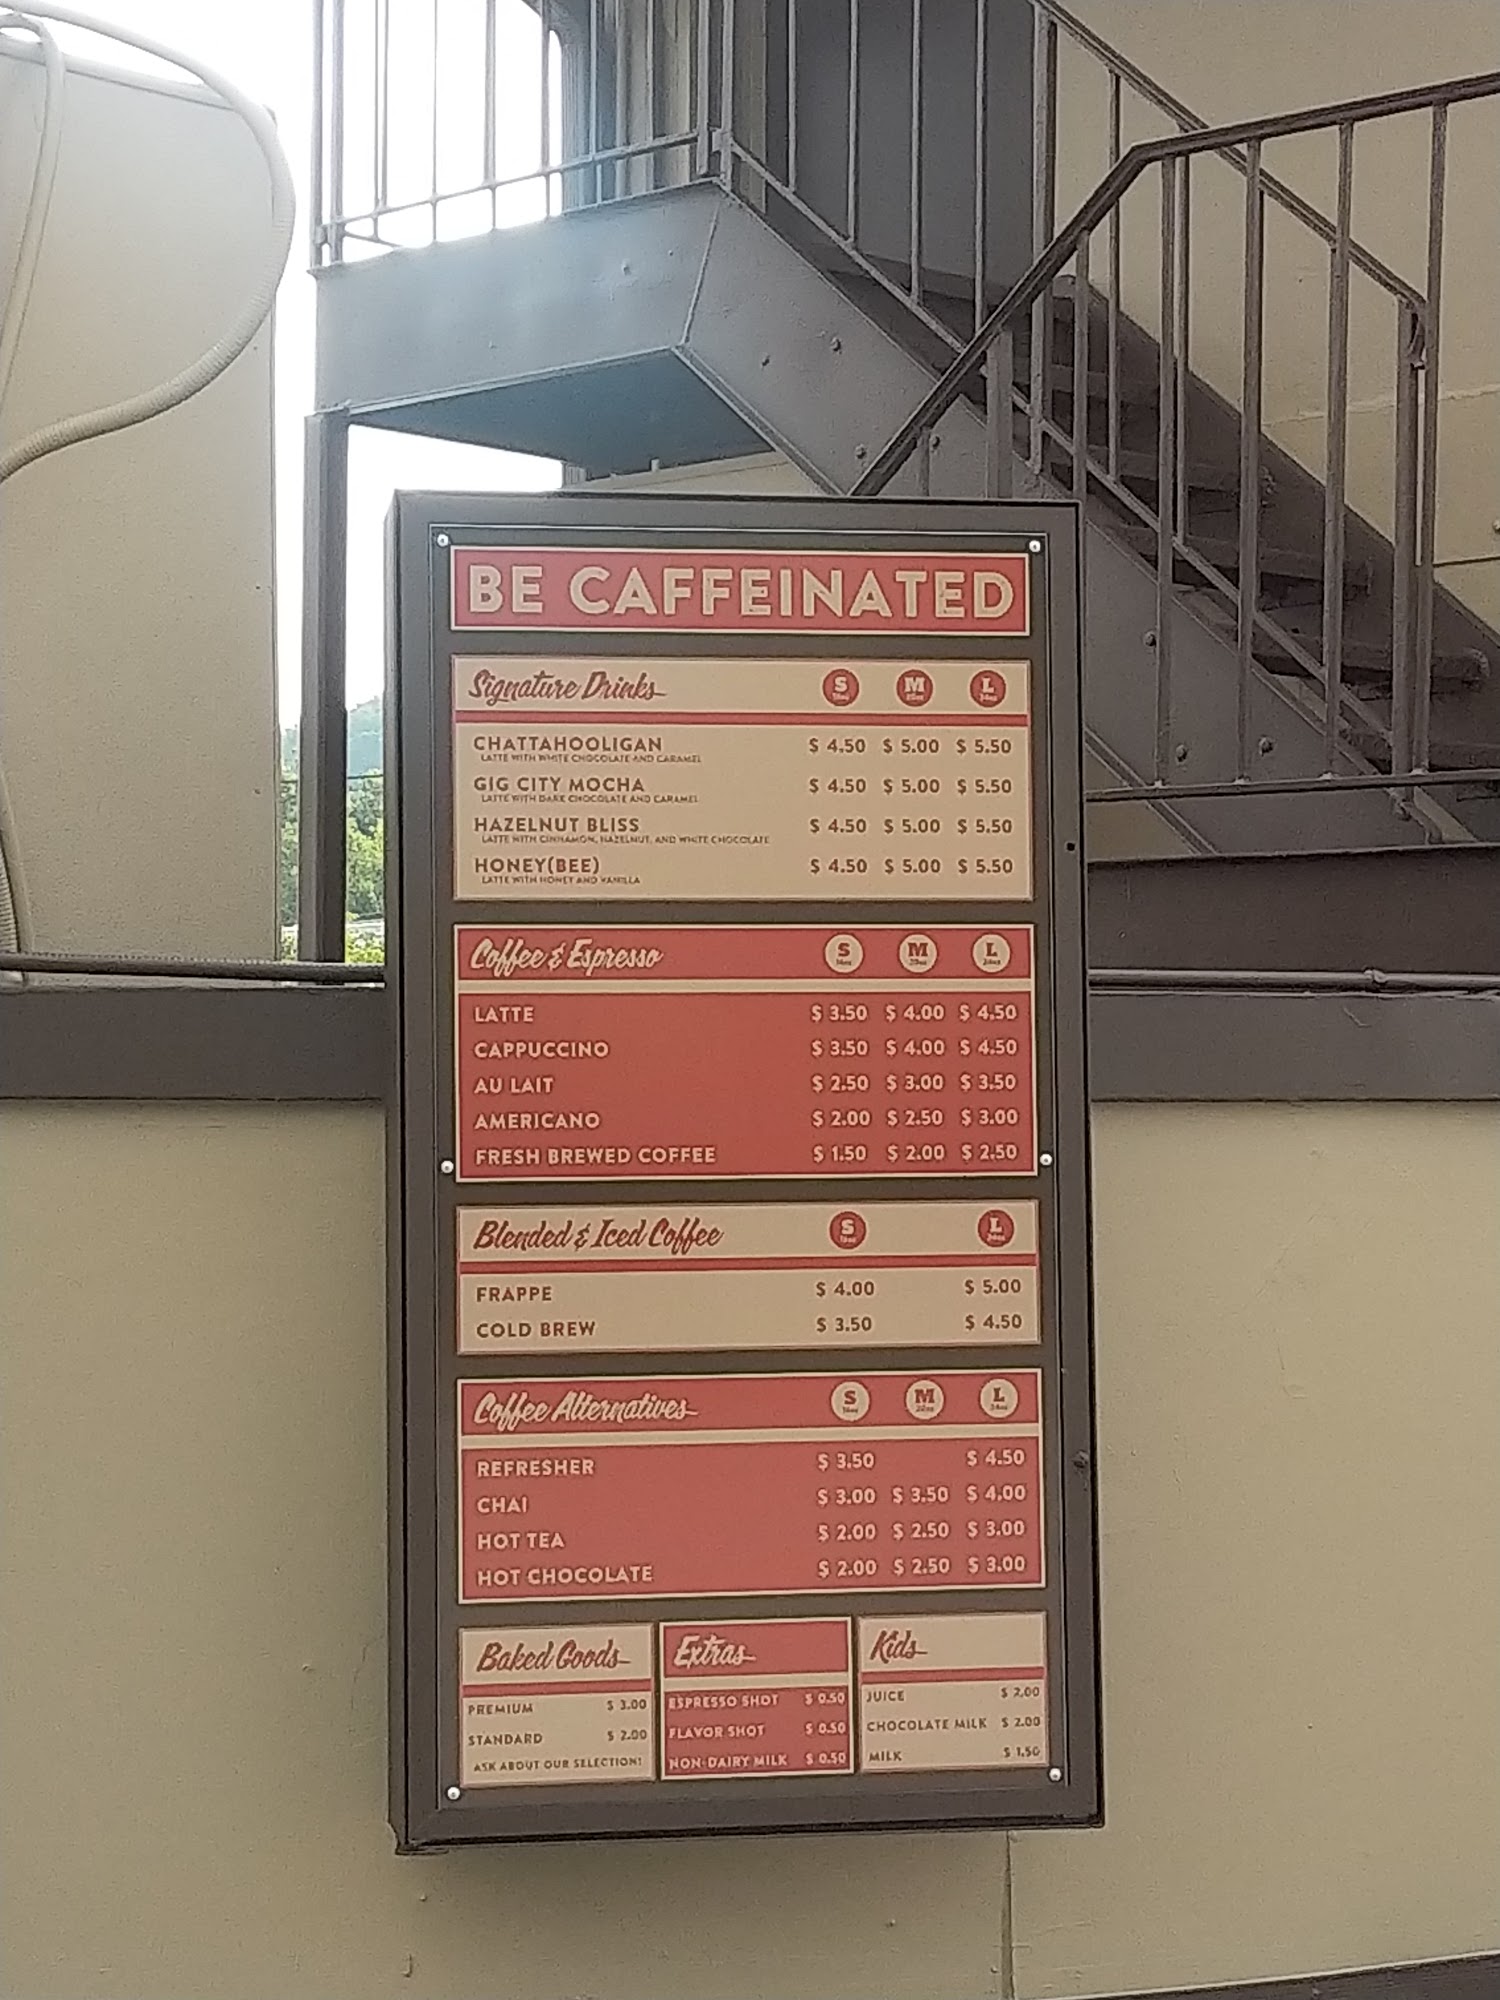 BE CAFFEINATED
Signature Drinks S M L
CHATTAHOOLIGAN $ 4.50 $ 5.00 $ 5.50
LATTE WITH WHITE CHOCOLATE AND CARAMEL
GIG CITY MOCHA $ 4.50 $ 5.00 $ 5.50
LATTE WITH DARK CHOCOLATE AND CARAMEL
HAZELNUT BLISS $ 4.50 $ 5.00 $ 5.50
LATTE WITH CINNAMON, HAZELNUT, AND WHITE CHOCOLATE
HONEY(BEE) $ 4.50 $ 5.00 $ 5.50
LATTE WITH HONEY AND VANILLA
Coffee & Espresso S M L
LATTE $ 3.50 $ 4.00 $ 4.50
CAPPUCCINO $ 3.50 $ 4.00 $ 4.50
AU LAIT $ 2.50 $ 3.00 $ 3.50
AMERICANO $ 2.00 $ 2.50 $ 3.00
FRESH BREWED COFFEE $ 1.50 $ 2.00 $ 2.50
Blended & Iced Coffee S L
FRAPPE $ 4.00 $ 5.00
COLD BREW $ 3.50 $ 4.50
Coffee Alternatives S M L
REFRESHER $ 3.50 $ 4.50
CHAI $ 3.00 $ 3.50 $ 4.00
HOT TEA $ 2.00 $ 2.50 $ 3.00
HOT CHOCOLATE $ 2.00 $ 2.50 $ 3.00
Baked Goods
PREMIUM $ 3.00
STANDARD $ 2.00
ASK ABOUT OUR SELECTION!
Extras
ESPRESSO SHOT $ 0.50
FLAVOR SHOT $ 0.50
NON-DAIRY MILK $ 0.50
Kids
JUICE $ 2.00
CHOCOLATE MILK $ 2.00
MILK $ 1.50